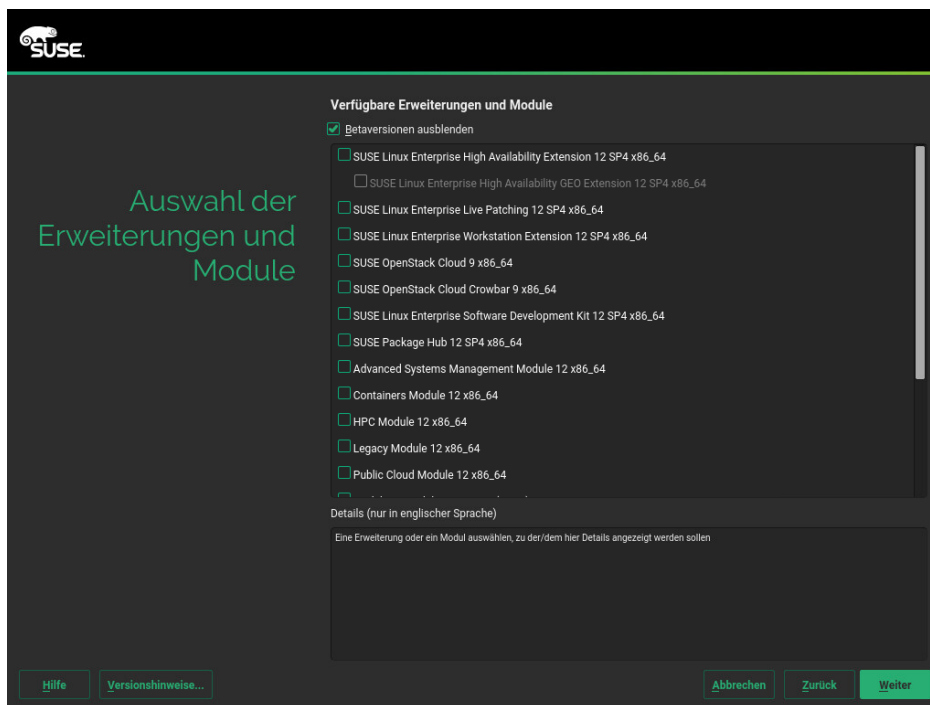 SUSE.
Auswahl der
Erweiterungen und
Module
Verfügbare Erweiterungen und Module
Betaversionen ausblenden
SUSE Linux Enterprise High Availability Extension 12 SP4 x86_64
SUSE Linux Enterprise High Availability GEO Extension 12 SP4 x86_64
SUSE Linux Enterprise Live Patching 12 SP4 x86_64
SUSE Linux Enterprise Workstation Extension 12 SP4 x86_64
SUSE OpenStack Cloud 9 x86_64
SUSE OpenStack Cloud Crowbar 9 x86_64
SUSE Linux Enterprise Software Development Kit 12 SP4 x86_64
SUSE Package Hub 12 SP4 x86_64
Advanced Systems Management Module 12 x86_64
Containers Module 12 x86_64
HPC Module 12 x86_64
Legacy Module 12 x86_64
Public Cloud Module 12 x86_64
Details (nur in englischer Sprache)
Eine Erweiterung oder ein Modul auswählen, zu der/dem hier Details angezeigt werden sollen
Hilfe
Versionshinweise...
Abbrechen
Zurück
Weiter